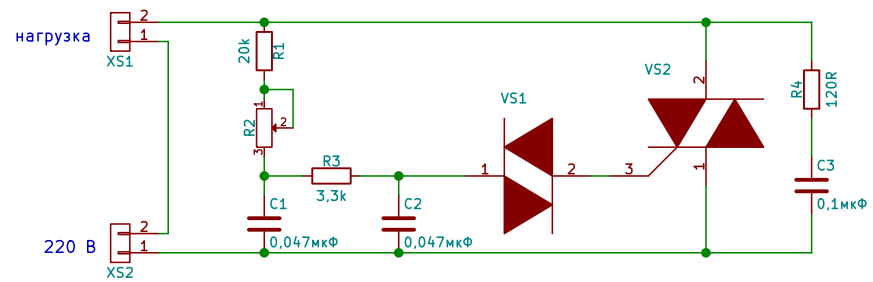 нагрузка
2
1
XS1
20k
R1
1
R2
2
3
R3
3,3k
C1
0,047мкФ
C2
0,047мкФ
VS1
1
2
VS2
2
3
1
R4
120R
C3
0,1мкФ
220 В
2
1
XS2